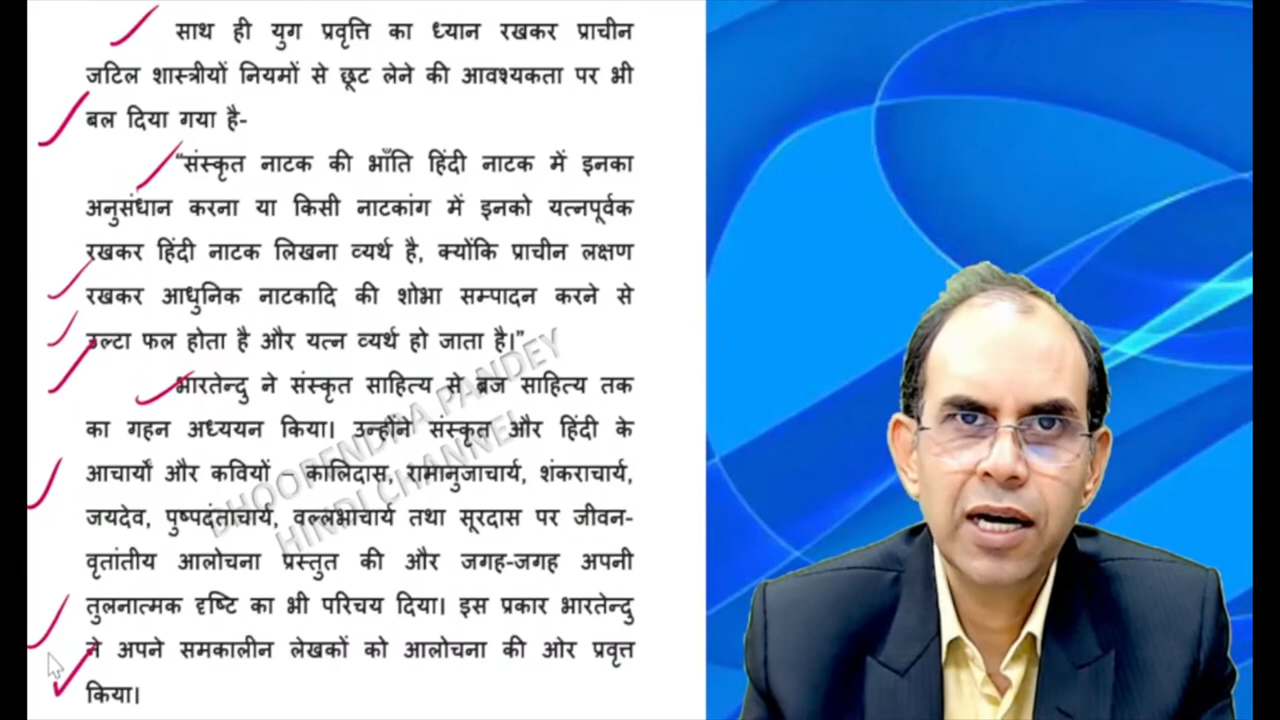 साथ ही युग प्रवृत्ति का ध्यान रखकर प्राचीन
जटिल शास्त्रीयों नियमों से छूट लेने की आवश्यकता पर भी
बल दिया गया है-
“संस्कृत नाटक की भाँति हिंदी नाटक में इनका
अनुसंधान करना या किसी नाटकांग में इनको यत्नपूर्वक
रखकर हिंदी नाटक लिखना व्यर्थ है, क्योंकि प्राचीन लक्षण
रखकर आधुनिक नाटकादि की शोभा सम्पादन करने से
उल्टा फल होता है और यत्न व्यर्थ हो जाता है।”
भारतेन्दु ने संस्कृत साहित्य से ब्रज साहित्य तक
का गहन अध्ययन किया। उन्होंने संस्कृत और हिंदी के
आचार्यों और कवियों - कालिदास, रामानुजाचार्य, शंकराचार्य,
जयदेव, पुष्पदंताचार्य, वल्लभाचार्य तथा सूरदास पर जीवन-
वृतांतीय आलोचना प्रस्तुत की और जगह-जगह अपनी
तुलनात्मक दृष्टि का भी परिचय दिया। इस प्रकार भारतेन्दु
ने अपने समकालीन लेखकों को आलोचना की ओर प्रवृत्त
किया।
DHOOPENDRA PANDEY
HINDI CHANNEL